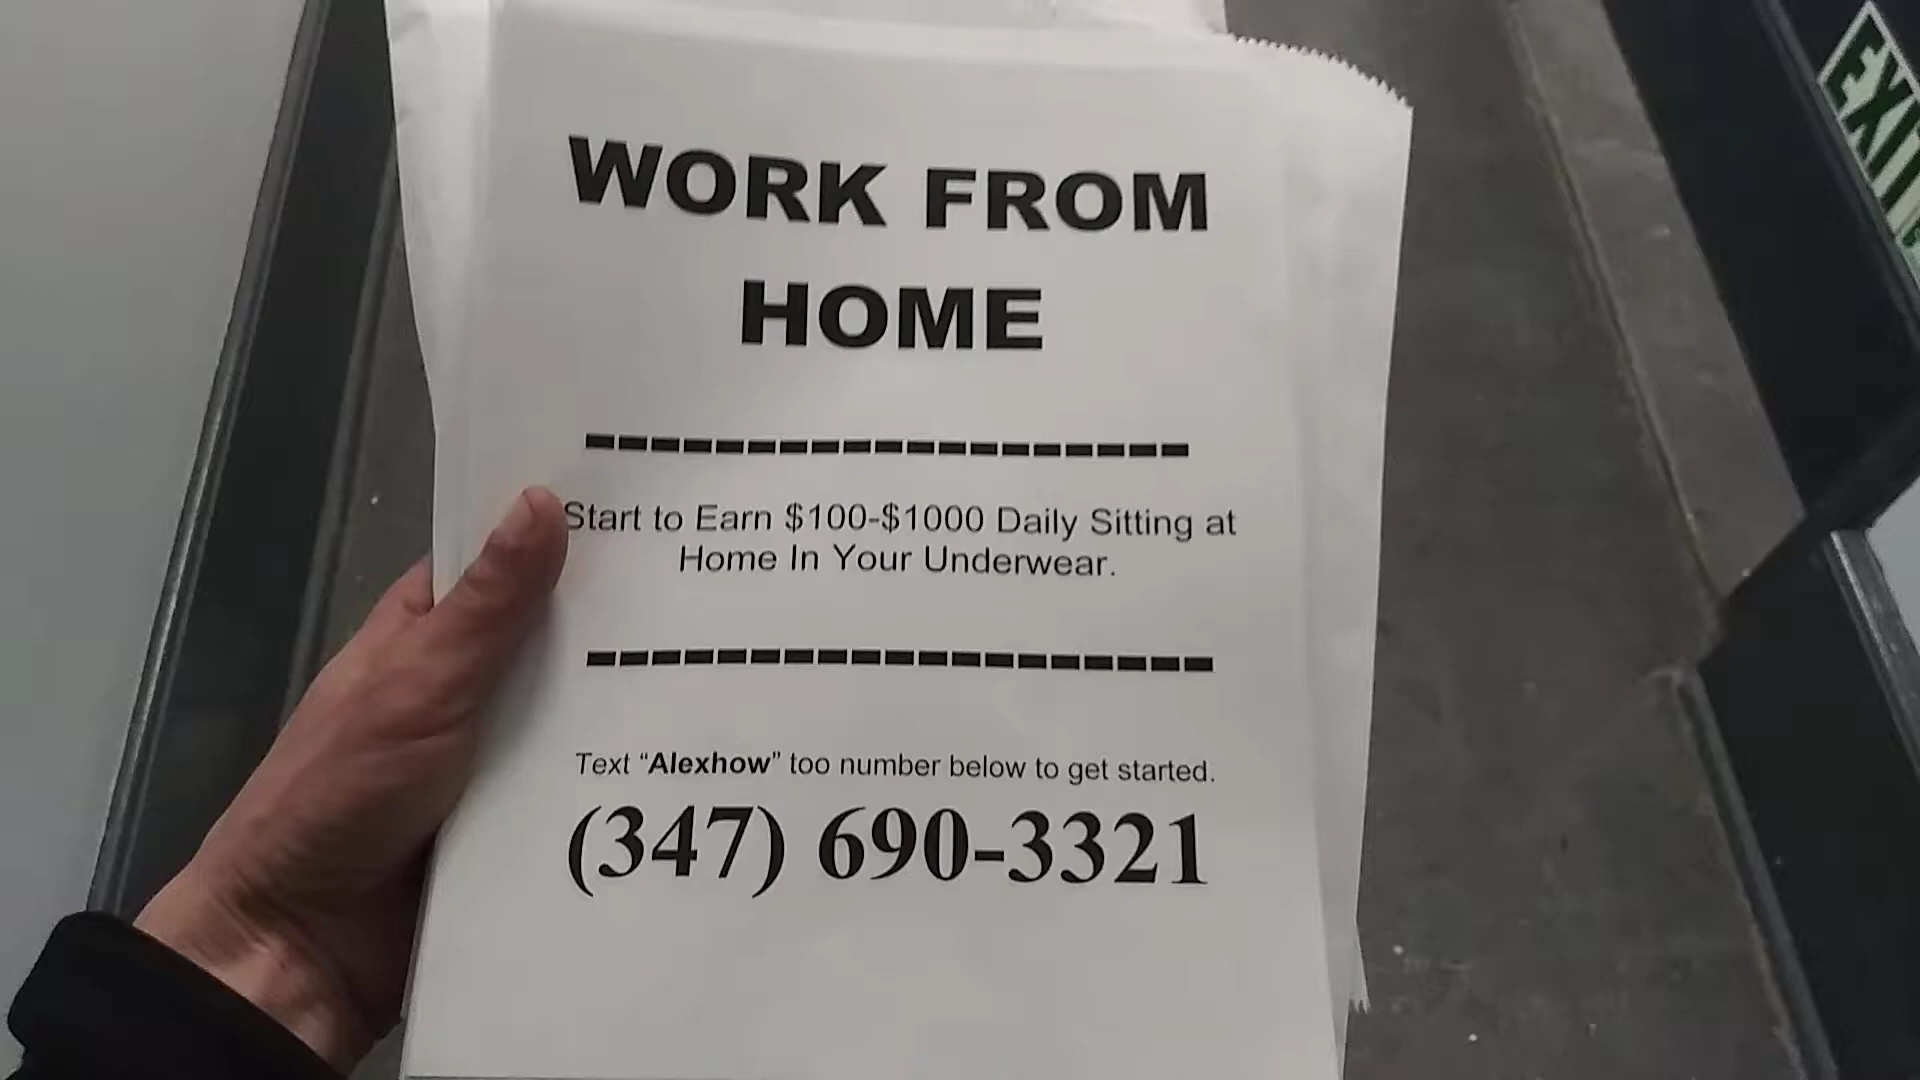 WORK FROM
HOME
-------------------
Start to Earn $100-$1000 Daily Sitting at
Home In Your Underwear.
-------------------
Text “Alexhow” too number below to get started.
(347) 690-3321
EXIT